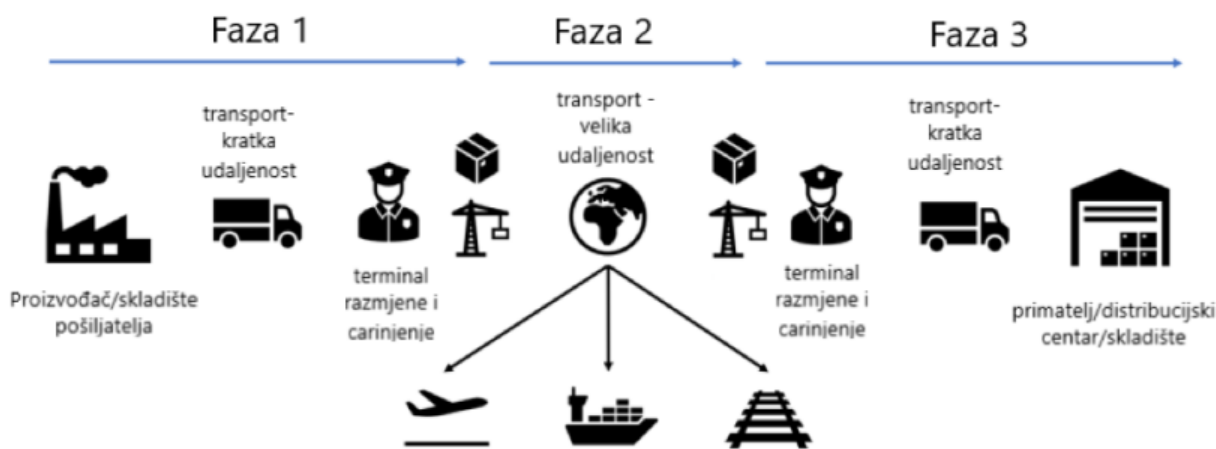 Faza 1
Faza 2
Faza 3
transport-
kratka
udaljenost
transport -
velika
udaljenost
transport-
kratka
udaljenost
Proizvođač/skladište
pošiljatelja
terminal
razmjene i
carinjenje
terminal
razmjene i
carinjenje
primatelj/distribucijski
centar/skladište